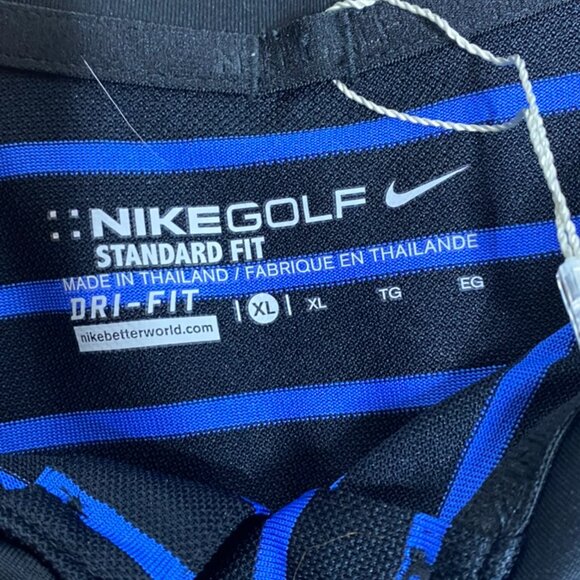 NIKEGOLF
STANDARD FIT
MADE IN THAILAND / FABRIQUE EN THAILANDE
DRI-FIT | XL | XL TG EG
nikebetterworld.com